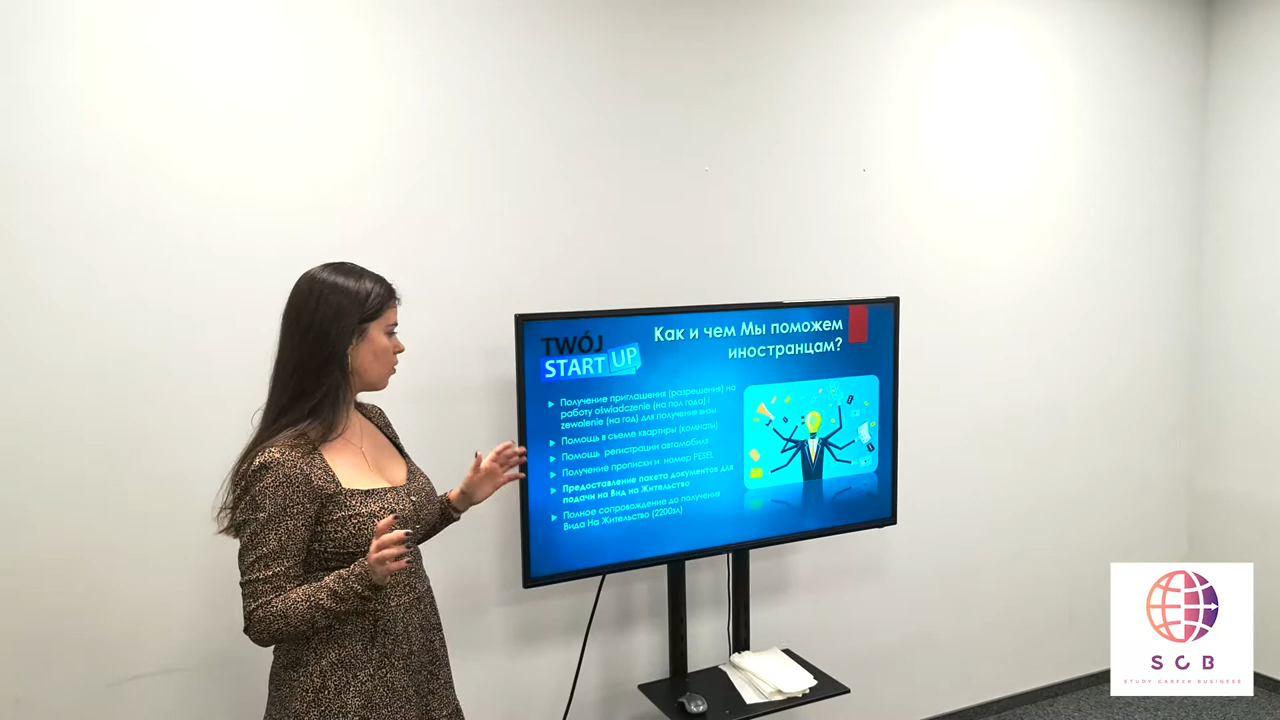 TWÓJ
START UP
Как и чем Мы поможем
иностранцам?
Получение приглашения (разрешения) на
работу oświadczenie (на пол года) i
zewolenie (на год) для получения визы
Помощь в съеме квартиры (комнаты)
Помощь регистрации автомобиля
Получение прописки и номер PESEL
Предоставление пакета документов для
подачи на Вид на Жительство
Полное сопровождение до получения
Вида На Жительство (2200зл)
SCB
STUDY CAREER BUSINESS